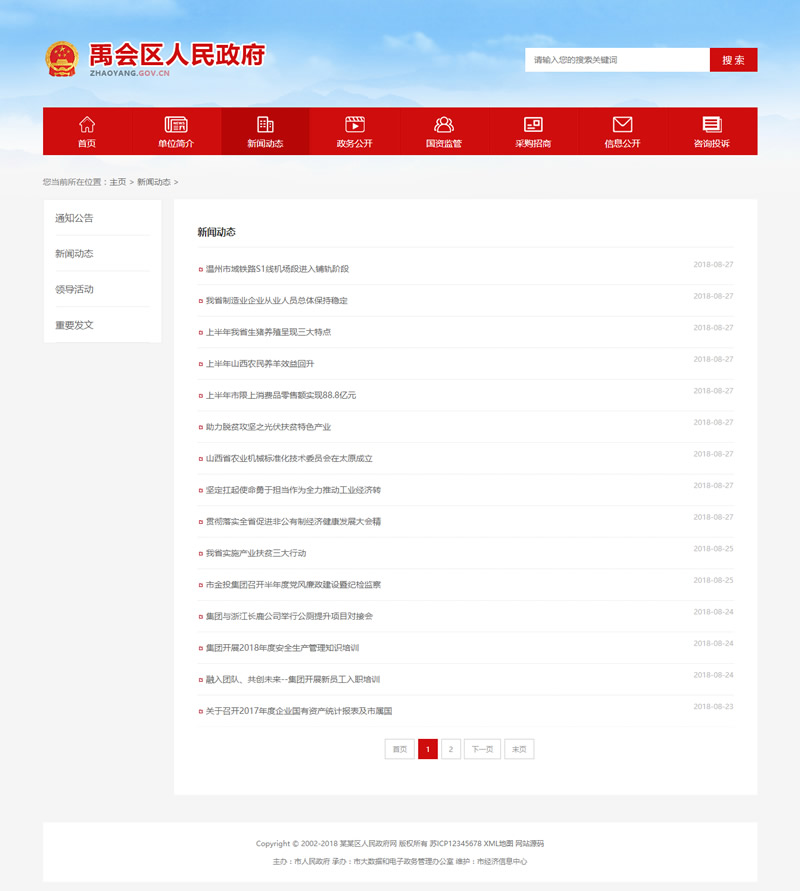 禹会区人民政府
ZHAOYANG.GOV.CN
请输入您的搜索关键词
搜 索
首页
单位简介
新闻动态
政务公开
国资监管
采购招商
信息公开
咨询投诉
您当前所在位置：主页 > 新闻动态 >
通知公告
新闻动态
领导活动
重要发文
新闻动态
温州市域铁路S1线机场段进入铺轨阶段 2018-08-27
我省制造业企业从业人员总体保持稳定 2018-08-27
上半年我省生猪养殖呈现三大特点 2018-08-27
上半年山西农民养羊效益回升 2018-08-27
上半年市限上消费品零售额实现88.8亿元 2018-08-27
助力脱贫攻坚之光伏扶贫特色产业 2018-08-27
山西省农业机械标准化技术委员会在太原成立 2018-08-27
坚定扛起使命勇于担当作为全力推动工业经济转 2018-08-27
贯彻落实全省促进非公有制经济健康发展大会精 2018-08-27
我省实施产业扶贫三大行动 2018-08-25
市金投集团召开半年度党风廉政建设暨纪检监察 2018-08-25
集团与浙江长鹿公司举行公厕提升项目对接会 2018-08-24
集团开展2018年度安全生产管理知识培训 2018-08-24
融入团队、共创未来--集团开展新员工入职培训 2018-08-24
关于召开2017年度企业国有资产统计报表及市属国 2018-08-23
首页 1 2 下一页 末页
Copyright © 2002-2018 某某区人民政府网 版权所有 苏ICP12345678 XML地图 网站源码
主办：市人民政府 承办：市大数据和电子政务管理办公室 维护：市经济信息中心